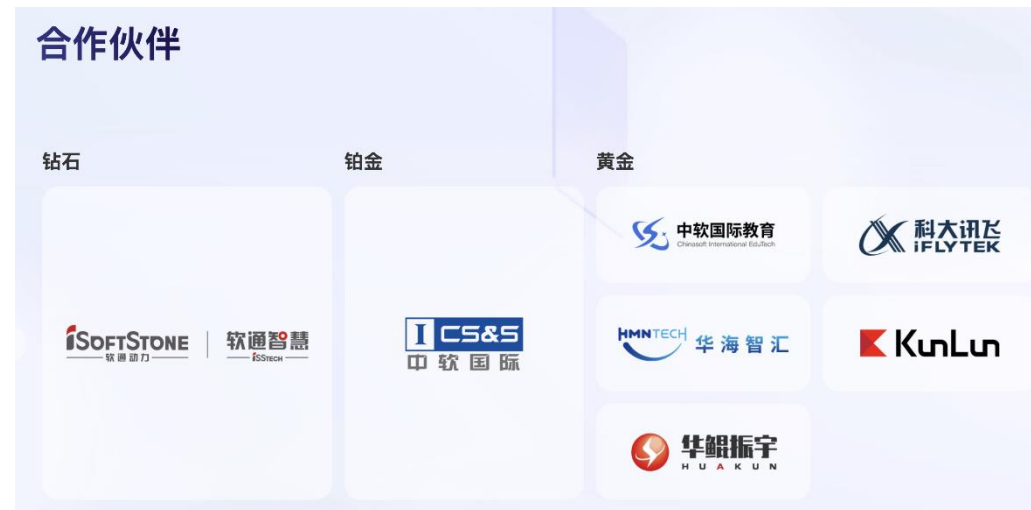 合作伙伴
钻石
铂金
黄金
iSOFTSTONE
软通动力
软通智慧
iSSTECH
I CS&S
中软国际
中软国际教育
Chinasoft International EduTech
科大讯飞
iFLYTEK
HMNTECH 华海智汇
KunLun
华鲲振宇
HUAKUN